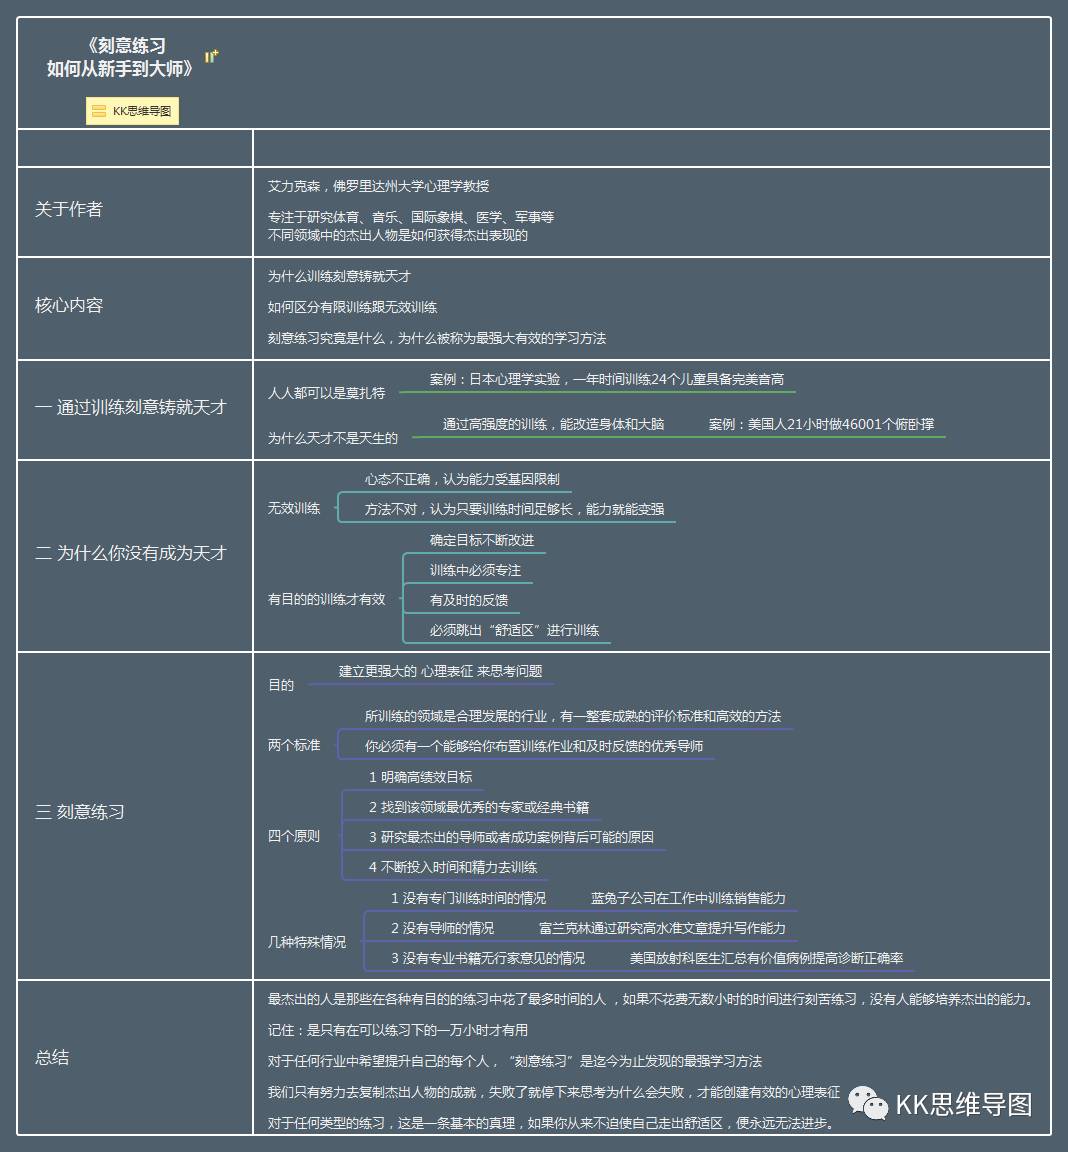 《刻意练习
如何从新手到大师》
KK思维导图
关于作者
艾力克森，佛罗里达州大学心理学教授
专注于研究体育、音乐、国际象棋、医学、军事等
不同领域中的杰出人物是如何获得杰出表现的
核心内容
为什么训练刻意铸就天才
如何区分有限训练跟无效训练
刻意练习究竟是什么，为什么被称为最强大有效的学习方法
一 通过训练刻意铸就天才
人人都可以是莫扎特
案例：日本心理学实验，一年时间训练24个儿童具备完美音高
为什么天才不是天生的
通过高强度的训练，能改造身体和大脑
案例：美国人21小时做46001个俯卧撑
二 为什么你没有成为天才
无效训练
心态不正确，认为能力受基因限制
方法不对，认为只要训练时间足够长，能力就能变强
有目的的训练才有效
确定目标不断改进
训练中必须专注
有及时的反馈
必须跳出“舒适区”进行训练
三 刻意练习
目的
建立更强大的 心理表征 来思考问题
两个标准
所训练的领域是合理发展的行业，有一整套成熟的评价标准和高效的方法
你必须有一个能够给你布置训练作业和及时反馈的优秀导师
四个原则
1 明确高绩效目标
2 找到该领域最优秀的专家或经典书籍
3 研究最杰出的导师或者成功案例背后可能的原因
4 不断投入时间和精力去训练
几种特殊情况
1 没有专门训练时间的情况
蓝兔子公司在工作中训练销售能力
2 没有导师的情况
富兰克林通过研究高水准文章提升写作能力
3 没有专业书籍无行家意见的情况
美国放射科医生汇总有价值病例提高诊断正确率
总结
最杰出的人是那些在各种有目的的练习中花了最多时间的人 ，如果不花费无数小时的时间进行刻苦练习，没有人能够培养杰出的能力。
记住：是只有在可以练习下的一万小时才有用
对于任何行业中希望提升自己的每个人，“刻意练习”是迄今为止发现的最强学习方法
我们只有努力去复制杰出人物的成就，失败了就停下来思考为什么会失败，才能创建有效的心理表征
对于任何类型的练习，这是一条基本的真理，如果你从来不迫使自己走出舒适区，便永远无法进步。
KK思维导图